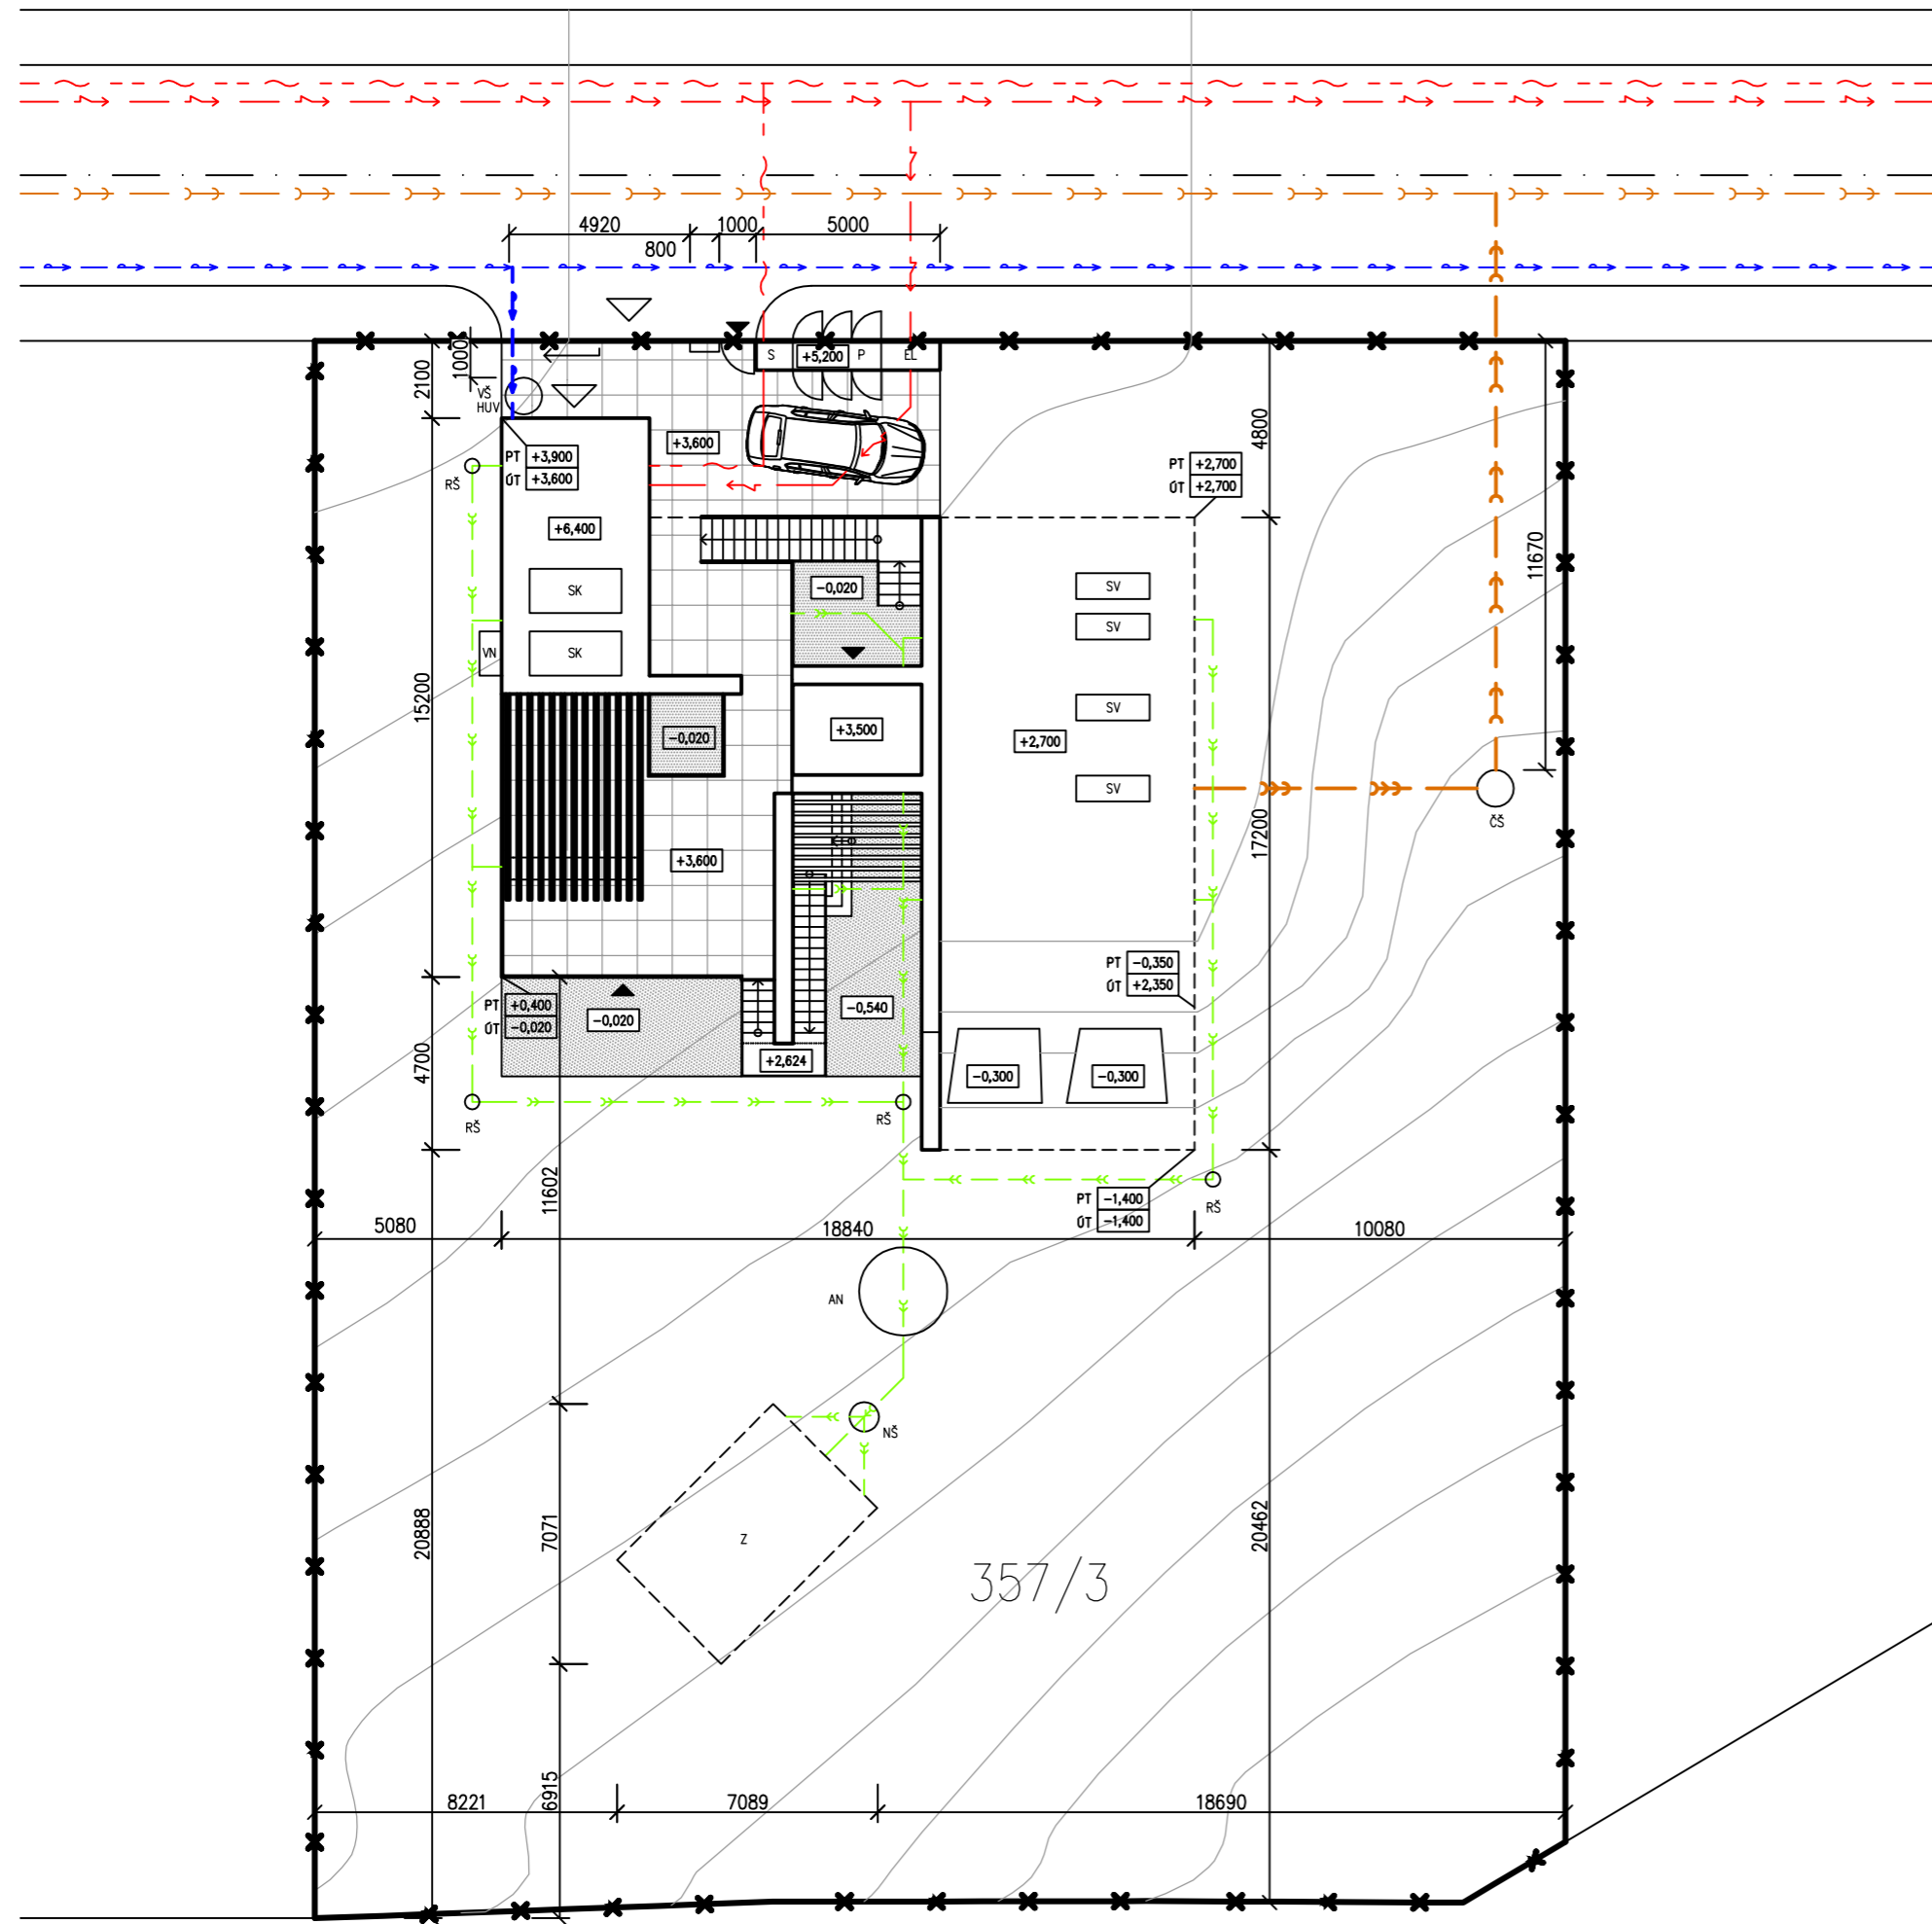 4920
1000
5000
800
S
+5,200
P
EL
2100
1000
VŠ
HUV
4800
PT +3,900
ÚT +3,600
+3,600
RŠ
PT +2,700
ÚT +2,700
+6,400
11670
SK
-0,020
SV
SV
VN
SK
15200
SV
-0,020
+3,500
+2,700
SV
ČŠ
17200
+3,600
PT -0,350
ÚT +2,350
PT +0,400
ÚT -0,020
-0,020
-0,540
4700
+2,624
-0,300
-0,300
RŠ
RŠ
11602
PT -1,400
ÚT -1,400
RŠ
5080
18840
10080
AN
NŠ
20888
7071
Z
20462
357/3
6915
8221
7089
18690